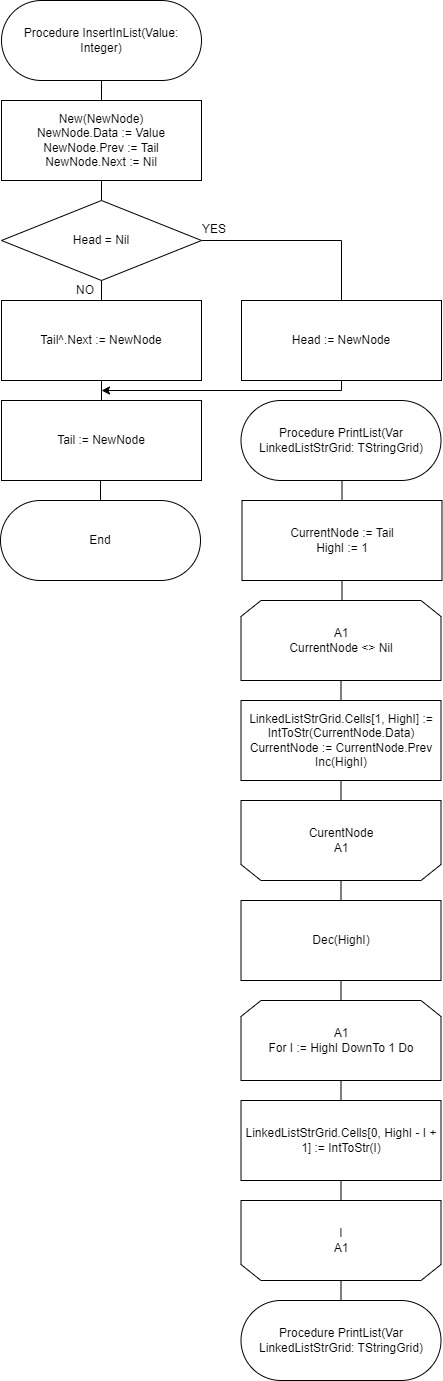 Procedure InsertInList(Value:
Integer)
New(NewNode)
NewNode.Data := Value
NewNode.Prev := Tail
NewNode.Next := Nil
Head = Nil
YES
NO
Tail^.Next := NewNode
Head := NewNode
Tail := NewNode
End
Procedure PrintList(Var
LinkedListStrGrid: TStringGrid)
CurrentNode := Tail
HighI := 1
A1
CurrentNode <> Nil
LinkedListStrGrid.Cells[1, HighI] :=
IntToStr(CurrentNode.Data)
CurrentNode := CurrentNode.Prev
Inc(HighI)
CurentNode
A1
Dec(HighI)
A1
For I := HighI DownTo 1 Do
LinkedListStrGrid.Cells[0, HighI - I +
1] := IntToStr(I)
I
A1
Procedure PrintList(Var
LinkedListStrGrid: TStringGrid)